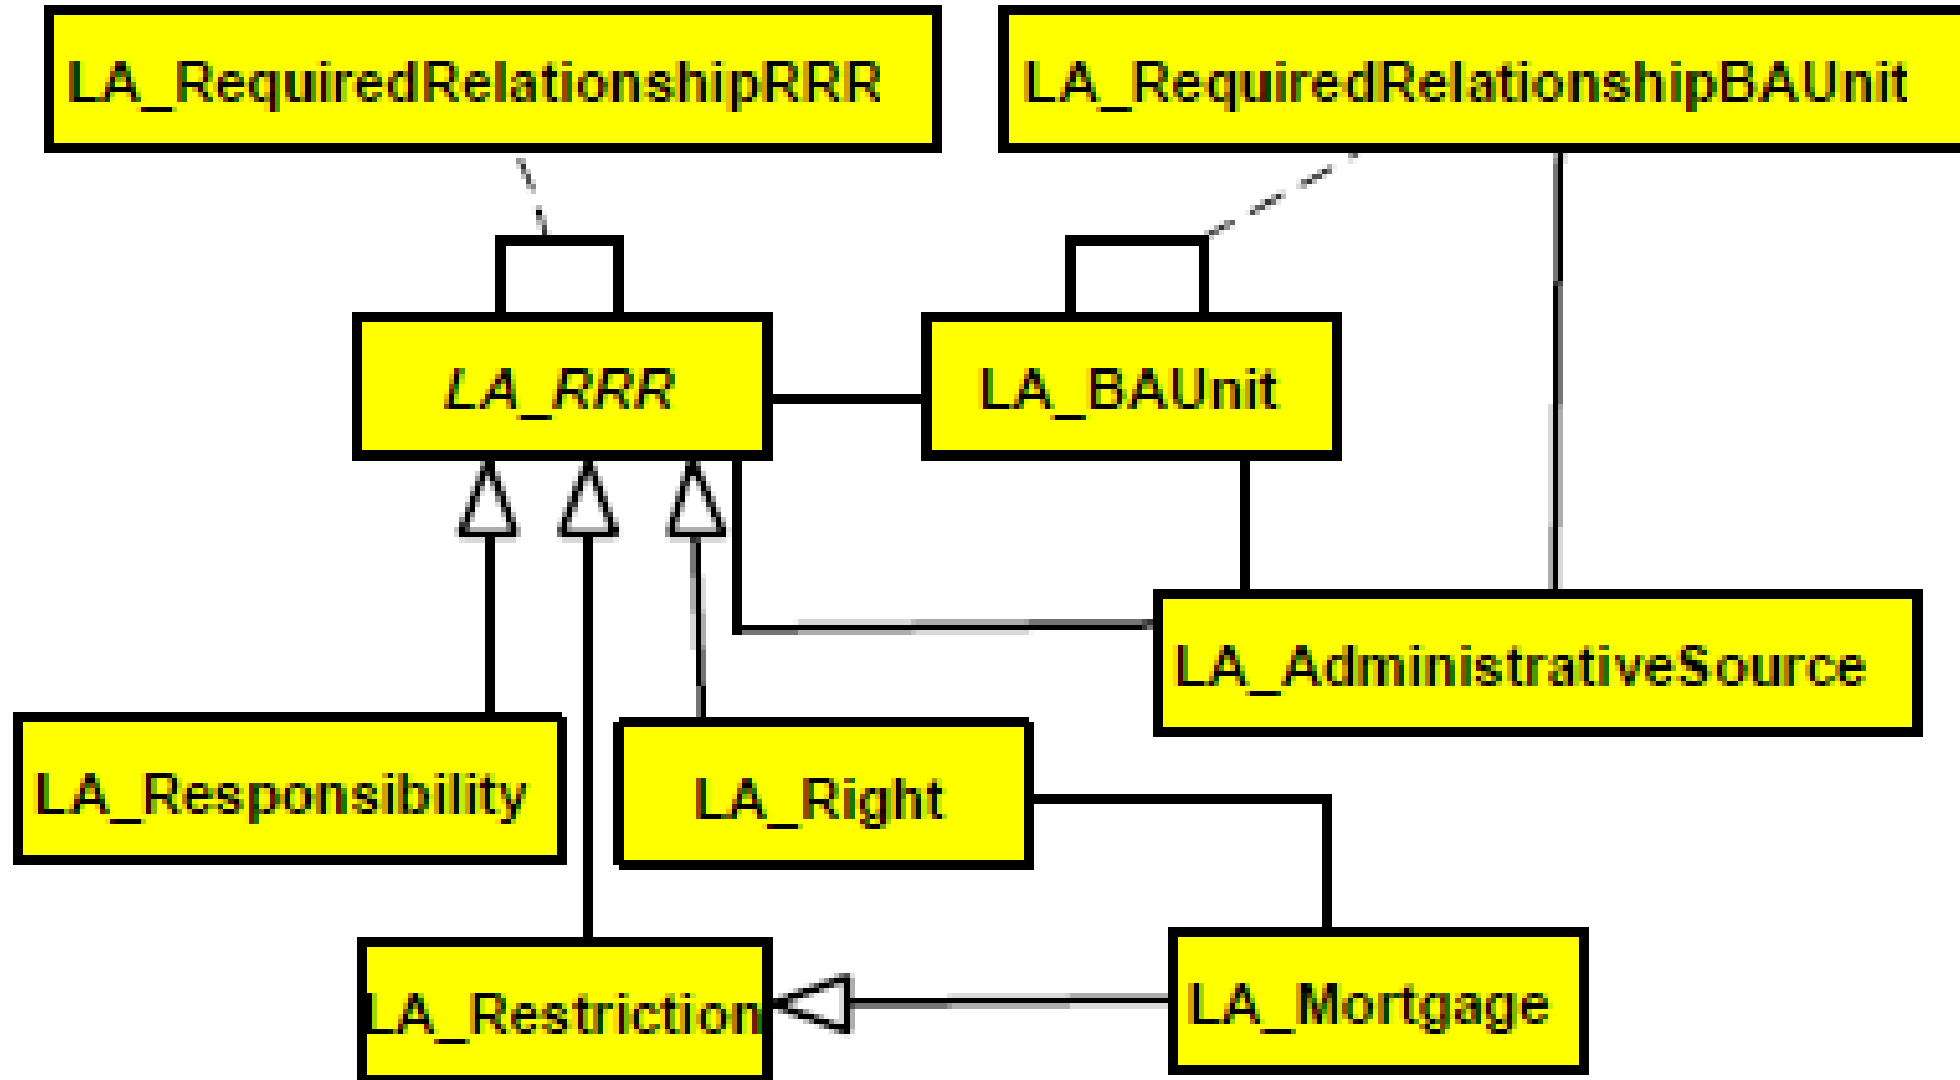 LA_RequiredRelationshipRRR
LA_RequiredRelationshipBAUnit
LA_RRR
LA_BAUnit
LA_AdministrativeSource
LA_Responsibility
LA_Right
LA_Restriction
LA_Mortgage